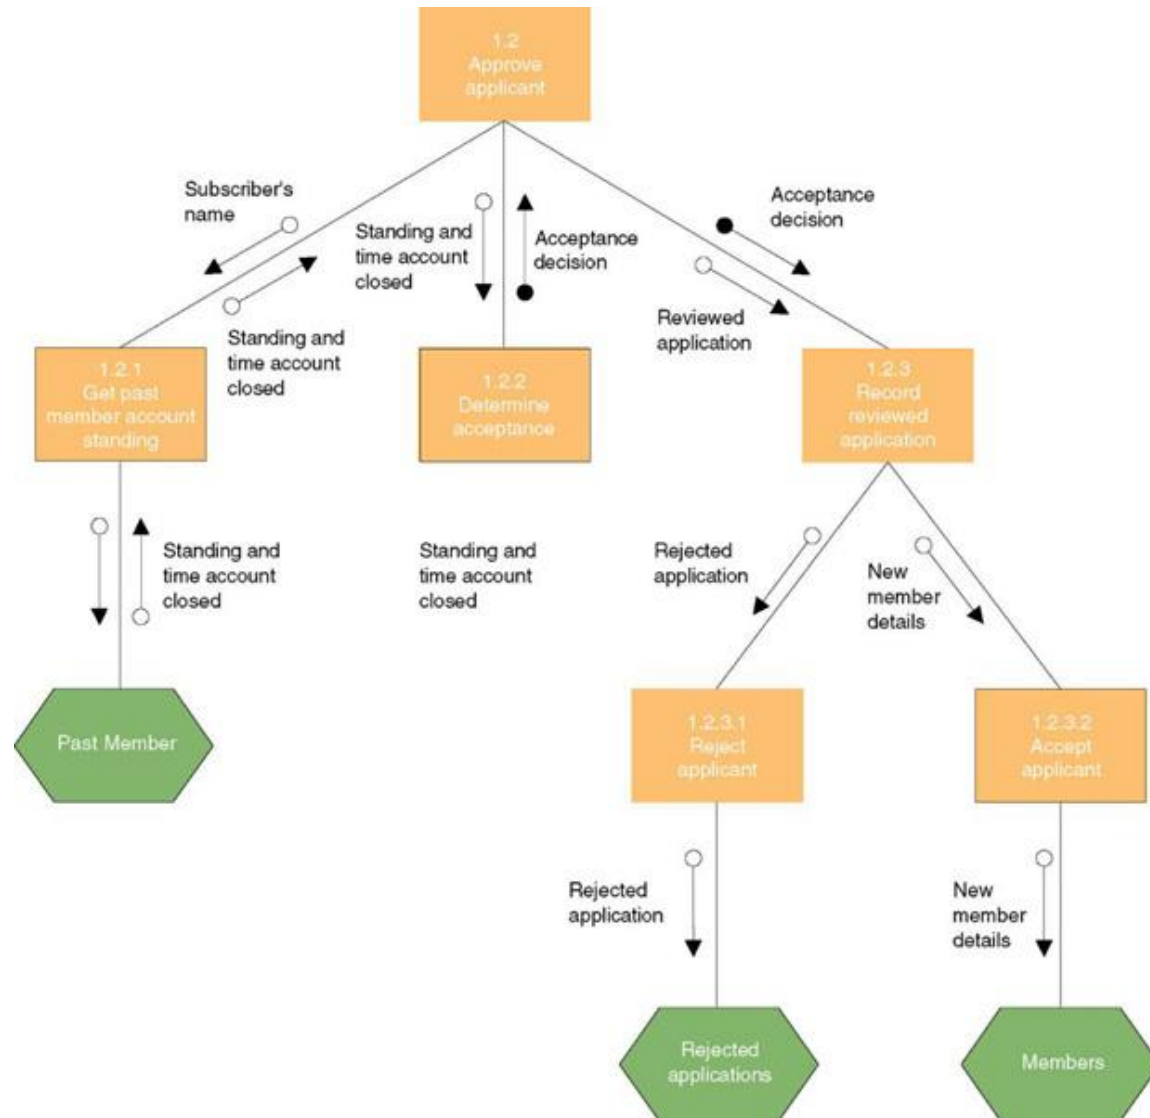 1.2
Approve
applicant
Subscriber's
name
Standing and
time account
closed
Acceptance
decision
Acceptance
decision
Standing and
time account
closed
Reviewed
application
1.2.1
Get past
member account
standing
1.2.2
Determine
acceptance
1.2.3
Record
reviewed
application
Standing and
time account
closed
Standing and
time account
closed
Rejected
application
New
member
details
Past Member
1.2.3.1
Reject
applicant
1.2.3.2
Accept
applicant
Rejected
application
New
member
details
Rejected
applications
Members